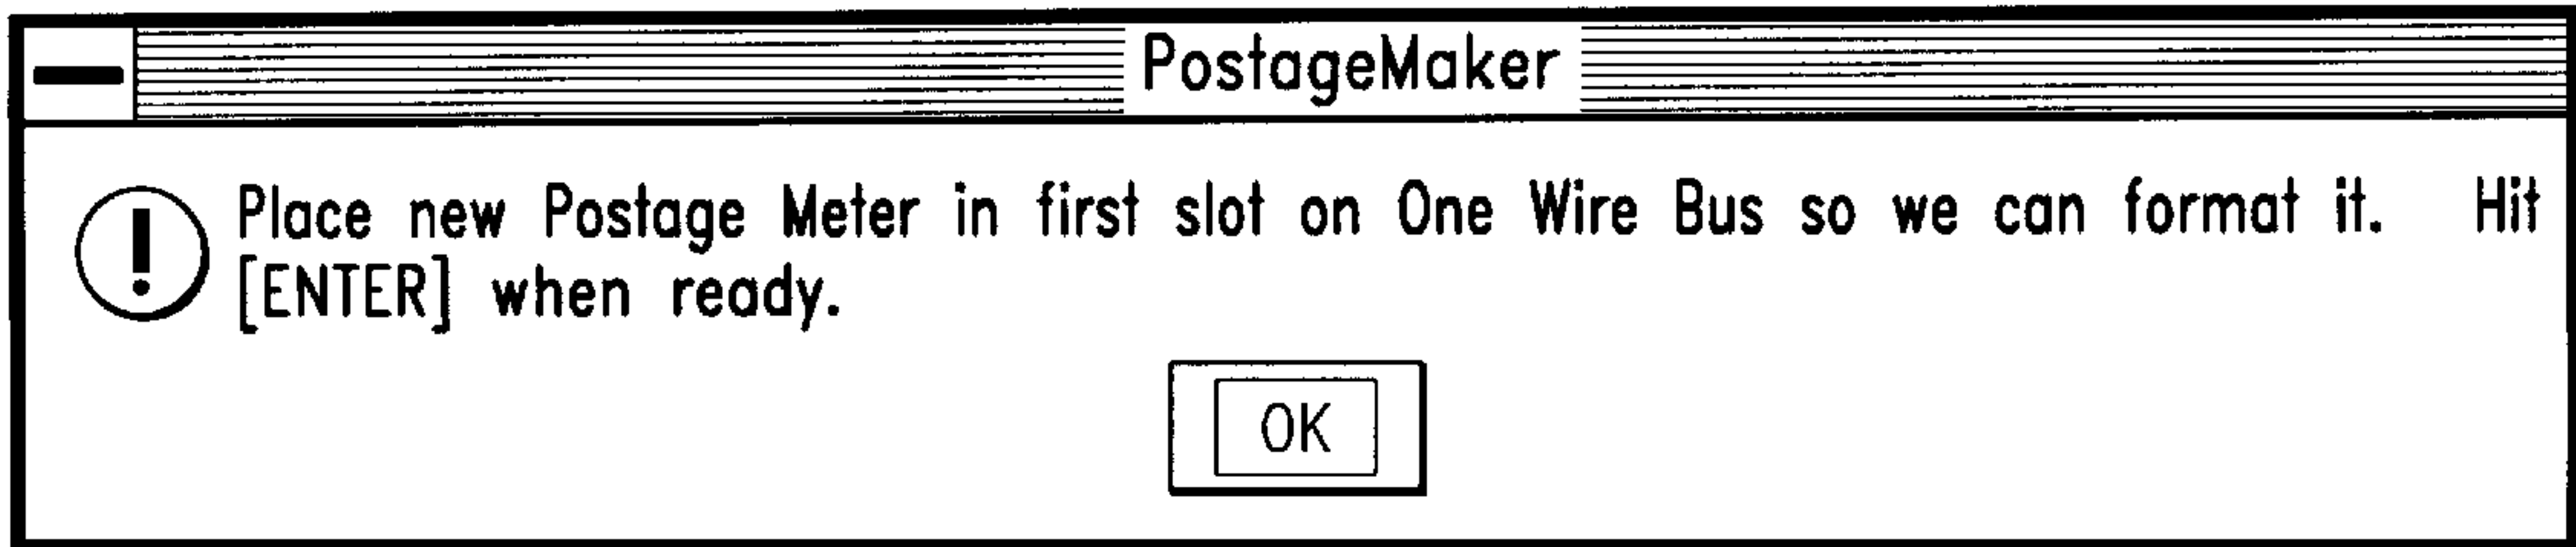 PostageMaker
Place new Postage Meter in first slot on One Wire Bus so we can format it. Hit
[ENTER] when ready.
OK